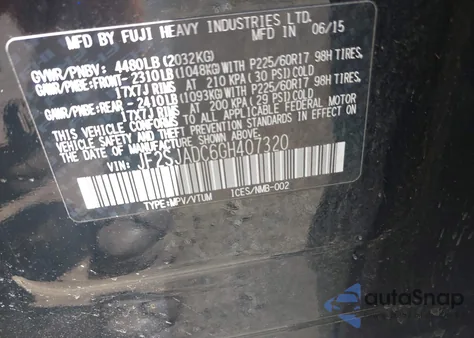 MFD BY FUJI HEAVY INDUSTRIES LTD.
MFD IN 06/15
GVWR/PNBV: 4480LB (2032KG)
GAWR/PNBE:FRONT-2310LB (1048KG)WITH P225/60R17 98H TIRES,
17X7J RIMS AT 210 KPA (30 PSI) COLD
GAWR/PNBE:REAR -2410LB (1093KG)WITH P225/60R17 98H TIRES,
17X7J RIMS AT 200 KPA (29 PSI) COLD
THIS VEHICLE CONFORMS TO ALL APPLICABLE FEDERAL MOTOR
VEHICLE SAFETY STANDARDS IN EFFECT ON THE DATE OF
MANUFACTURE SHOWN ABOVE.
VIN: JF2SJADC6GH407320
TYPE:MPV/VTUM ICES/NMB-002
autoSnap